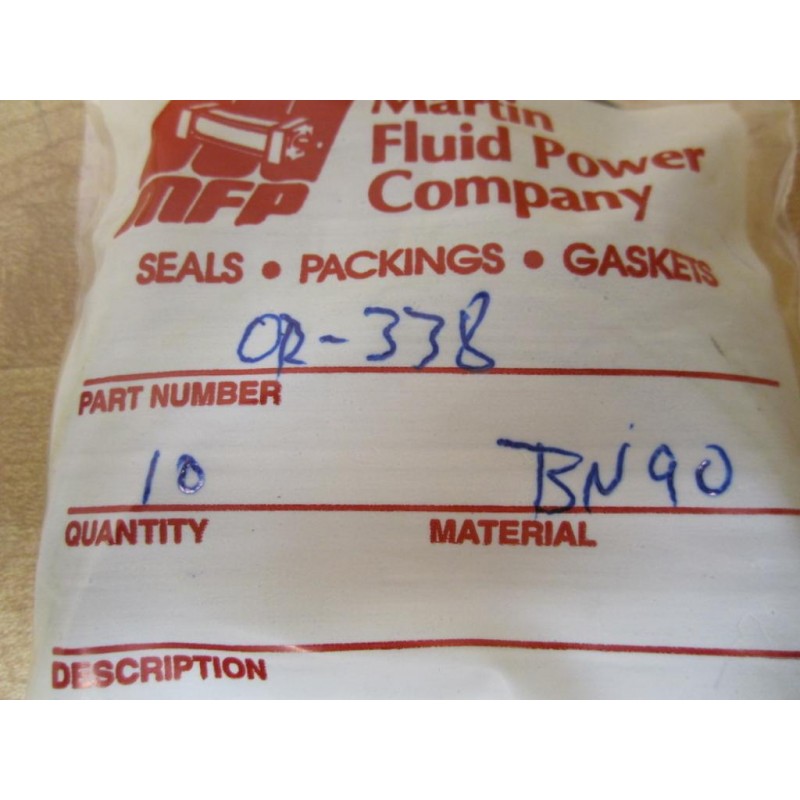 Martin
Fluid Power
Company
MFP
SEALS • PACKINGS • GASKETS
OR-338
PART NUMBER
10 BN90
QUANTITY MATERIAL
DESCRIPTION